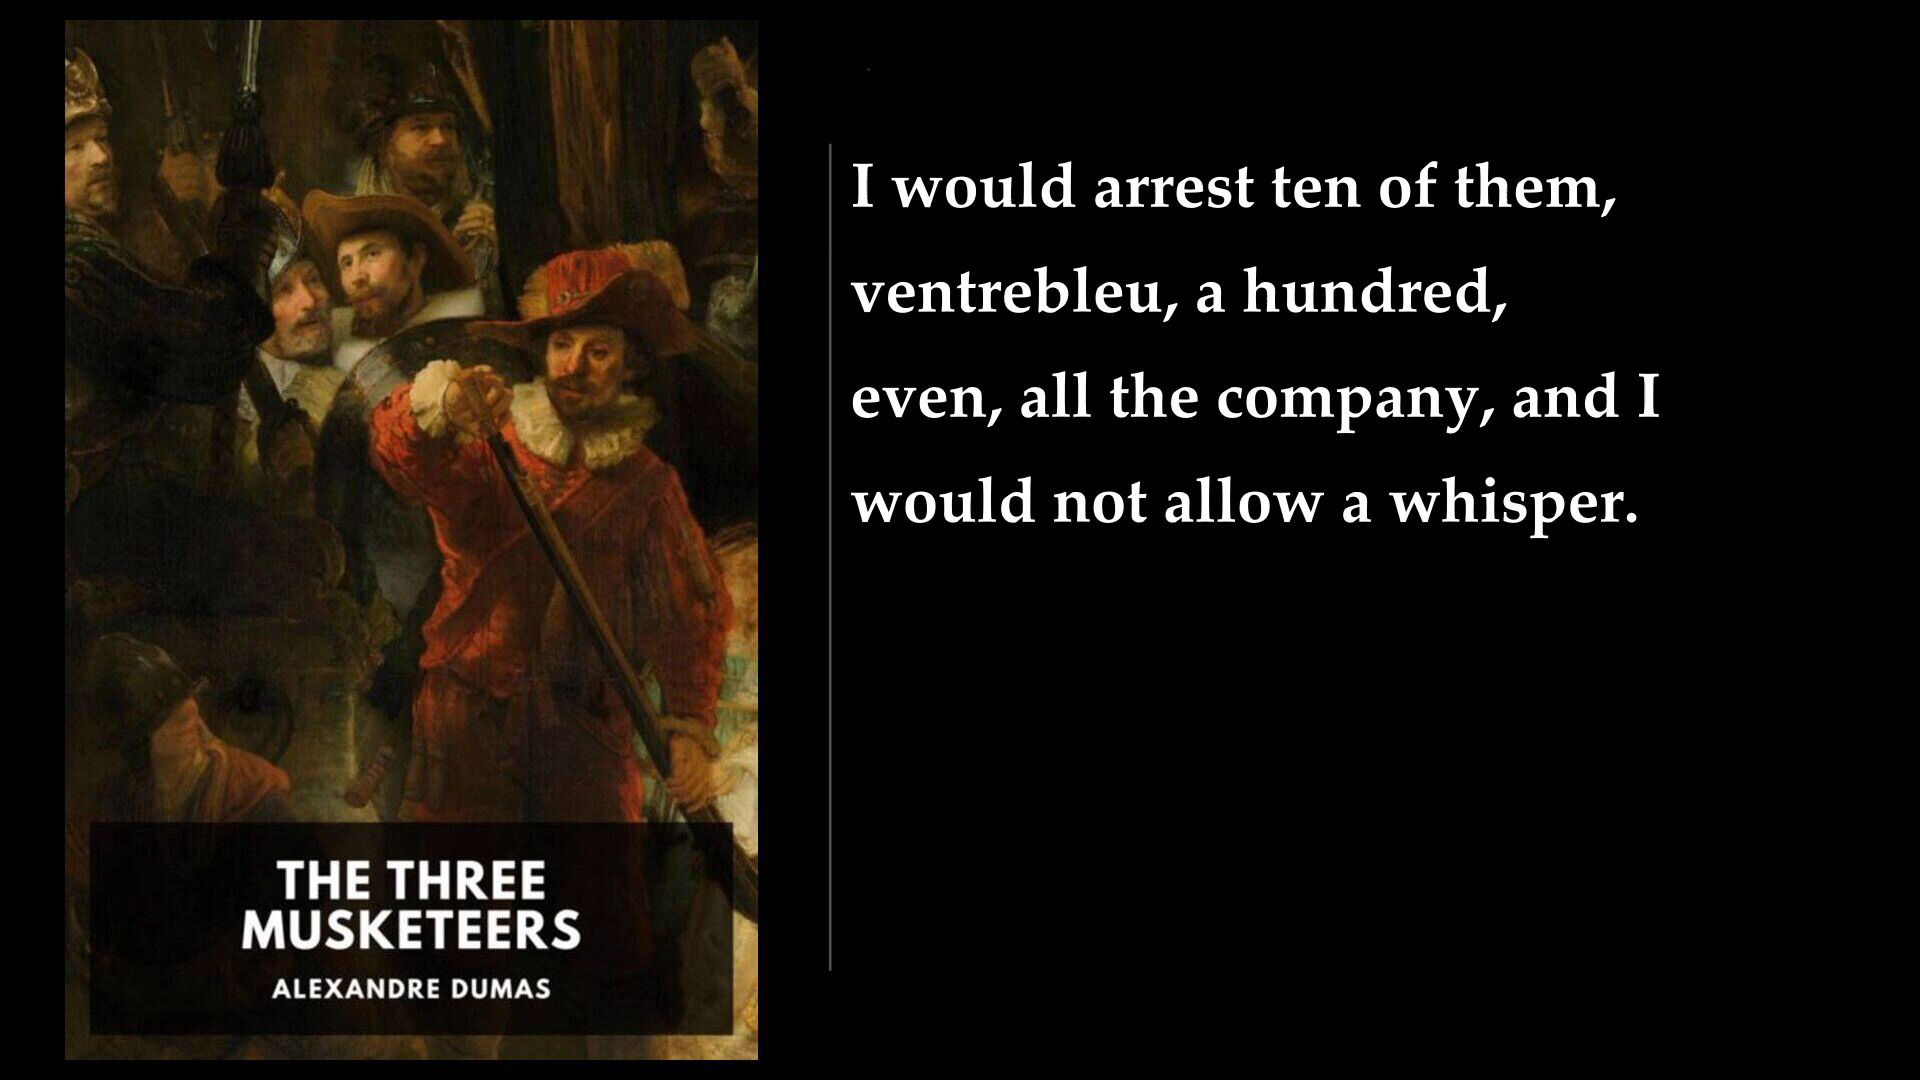 THE THREE
MUSKETEERS
ALEXANDRE DUMAS
I would arrest ten of them,
ventrebleu, a hundred,
even, all the company, and I
would not allow a whisper.